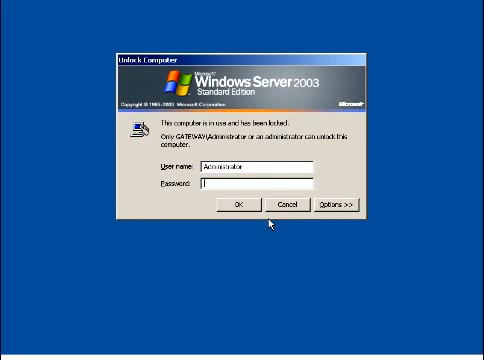 Unlock Computer
Microsoft
Windows Server 2003
Standard Edition
Copyright © 1985-2003 Microsoft Corporation
Microsoft
This computer is in use and has been locked.
Only GATEWAY\Administrator or an administrator can unlock this
computer.
User name: Administrator
Password:
OK Cancel Options >>